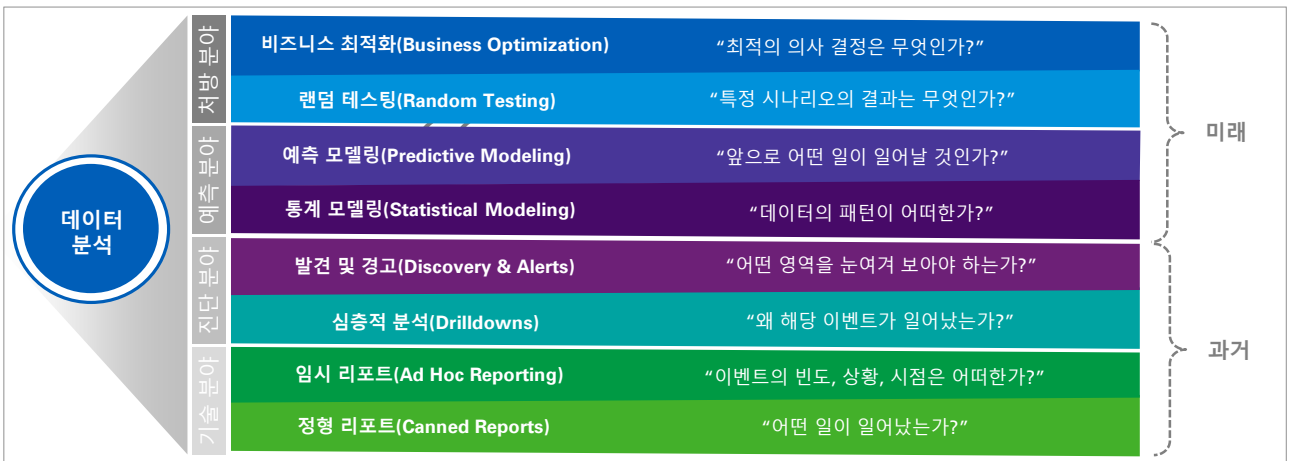 데이터
분석
처방 분야
비즈니스 최적화(Business Optimization) “최적의 의사 결정은 무엇인가?”
랜덤 테스팅(Random Testing) “특정 시나리오의 결과는 무엇인가?”
예측 분야
예측 모델링(Predictive Modeling) “앞으로 어떤 일이 일어날 것인가?”
통계 모델링(Statistical Modeling) “데이터의 패턴이 어떠한가?”
미래
진단 분야
발견 및 경고(Discovery & Alerts) “어떤 영역을 눈여겨 보아야 하는가?”
심층적 분석(Drilldowns) “왜 해당 이벤트가 일어났는가?”
기술 분야
임시 리포트(Ad Hoc Reporting) “이벤트의 빈도, 상황, 시점은 어떠한가?”
정형 리포트(Canned Reports) “어떤 일이 일어났는가?”
과거